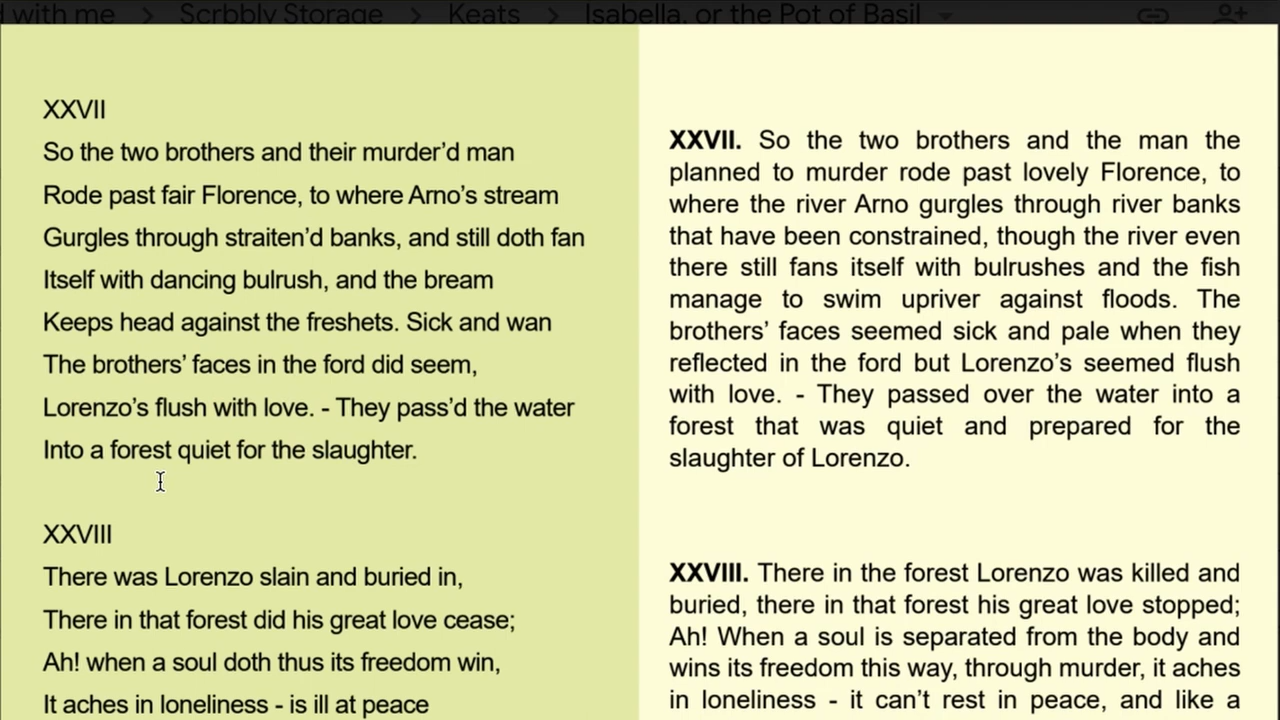 with me > Scrbbly Storage > Keats > Isabella, or the Pot of Basil
XXVII
So the two brothers and their murder’d man
Rode past fair Florence, to where Arno’s stream
Gurgles through straiten’d banks, and still doth fan
Itself with dancing bulrush, and the bream
Keeps head against the freshets. Sick and wan
The brothers’ faces in the ford did seem,
Lorenzo’s flush with love. - They pass’d the water
Into a forest quiet for the slaughter.
XXVIII
There was Lorenzo slain and buried in,
There in that forest did his great love cease;
Ah! when a soul doth thus its freedom win,
It aches in loneliness - is ill at peace
XXVII. So the two brothers and the man the
planned to murder rode past lovely Florence, to
where the river Arno gurgles through river banks
that have been constrained, though the river even
there still fans itself with bulrushes and the fish
manage to swim upriver against floods. The
brothers’ faces seemed sick and pale when they
reflected in the ford but Lorenzo’s seemed flush
with love. - They passed over the water into a
forest that was quiet and prepared for the
slaughter of Lorenzo.
XXVIII. There in the forest Lorenzo was killed and
buried, there in that forest his great love stopped;
Ah! When a soul is separated from the body and
wins its freedom this way, through murder, it aches
in loneliness - it can’t rest in peace, and like a